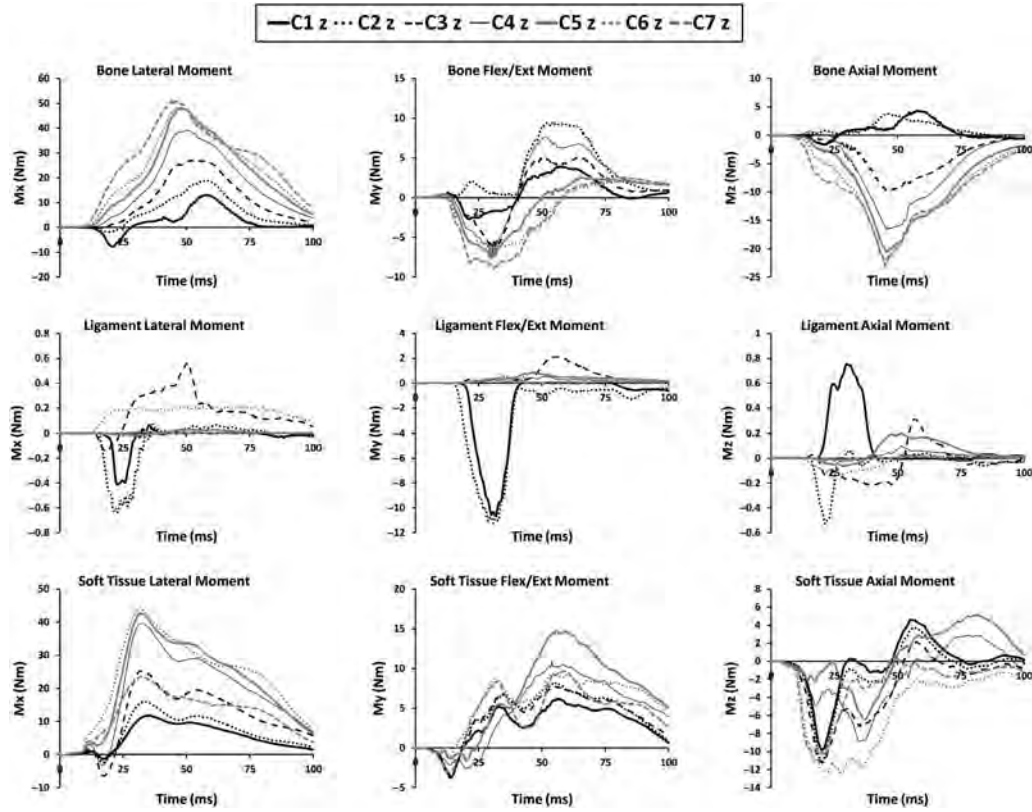 C1 z C2 z C3 z C4 z C5 z C6 z C7 z
Bone Lateral Moment
Mx (Nm)
60
50
40
30
20
10
0
−10
−20
0 25 50 75 100
Time (ms)
Bone Flex/Ext Moment
My (Nm)
15
10
5
0
−5
−10
0 25 50 75 100
Time (ms)
Bone Axial Moment
Mz (Nm)
10
5
0
−5
−10
−15
−20
−25
0 25 50 75 100
Time (ms)
Ligament Lateral Moment
Mx (Nm)
0.8
0.6
0.4
0.2
0
−0.2
−0.4
−0.6
−0.8
0 25 50 75 100
Time (ms)
Ligament Flex/Ext Moment
My (Nm)
4
2
0
−2
−4
−6
−8
−10
−12
0 25 50 75 100
Time (ms)
Ligament Axial Moment
Mz (Nm)
1
0.8
0.6
0.4
0.2
0
−0.2
−0.4
−0.6
0 25 50 75 100
Time (ms)
Soft Tissue Lateral Moment
Mx (Nm)
50
40
30
20
10
0
−10
0 25 50 75 100
Time (ms)
Soft Tissue Flex/Ext Moment
My (Nm)
20
15
10
5
0
−5
0 25 50 75 100
Time (ms)
Soft Tissue Axial Moment
Mz (Nm)
8
6
4
2
0
−2
−4
−6
−8
−10
−12
−14
0 25 50 75 100
Time (ms)